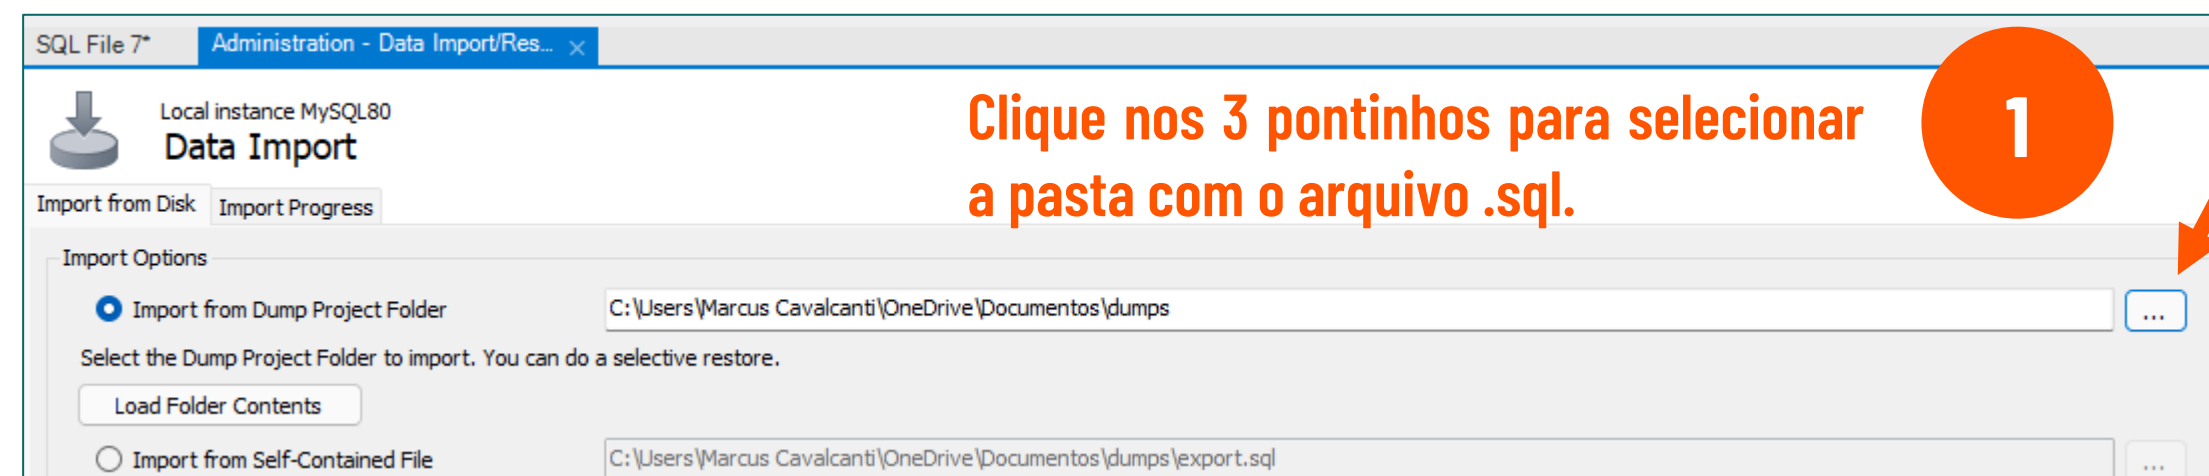 SQL File 7*
Administration - Data Import/Res...
Local instance MySQL80
Data Import
Clique nos 3 pontinhos para selecionar
a pasta com o arquivo .sql.
1
Import from Disk
Import Progress
Import Options
Import from Dump Project Folder
C:\Users\Marcus Cavalcanti\OneDrive\Documentos\dumps
...
Select the Dump Project Folder to import. You can do a selective restore.
Load Folder Contents
Import from Self-Contained File
C:\Users\Marcus Cavalcanti\OneDrive\Documentos\dumps\export.sql
...